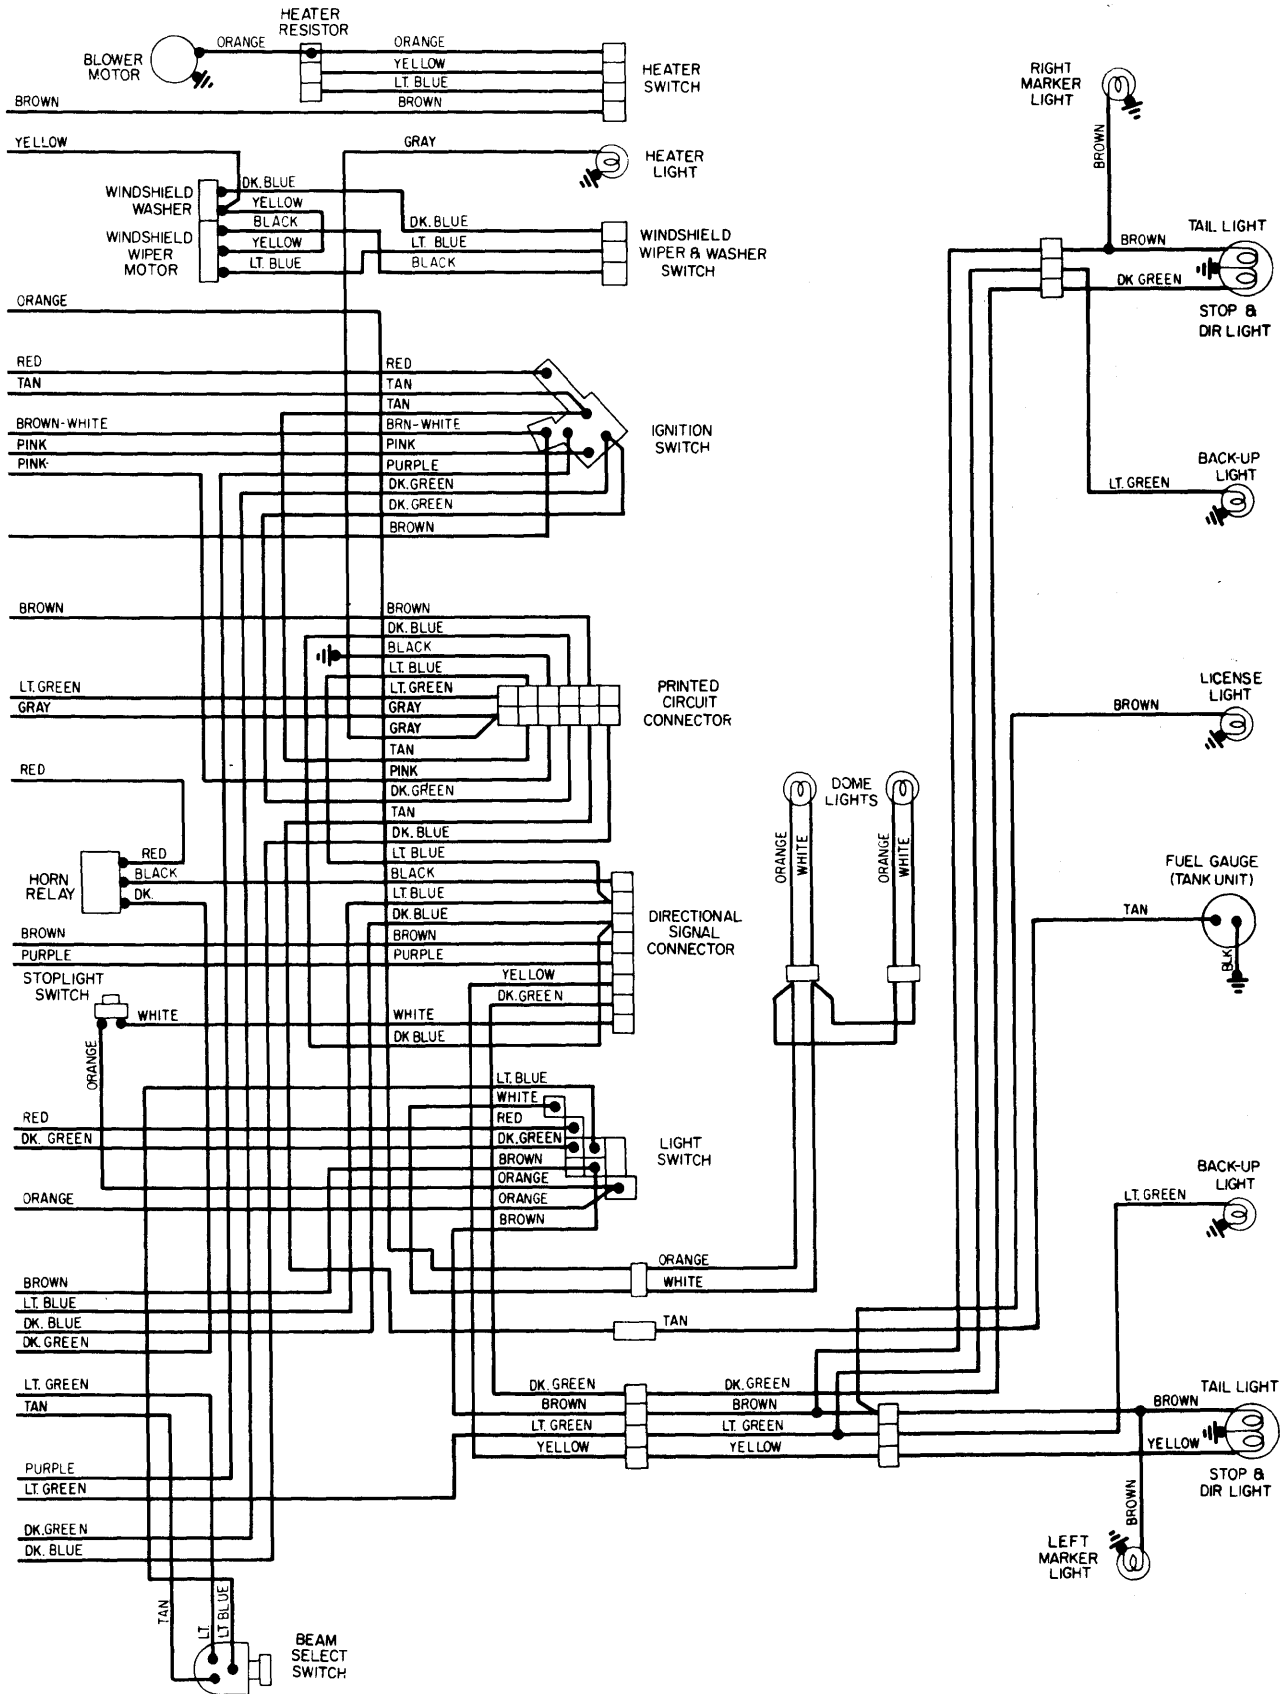 HEATER
RESISTOR
ORANGE
ORANGE
BLOWER
MOTOR
YELLOW
LT. BLUE
HEATER
SWITCH
BROWN
BROWN
RIGHT
MARKER
LIGHT
BROWN
YELLOW
GRAY
HEATER
LIGHT
WINDSHIELD
WASHER
DK. BLUE
YELLOW
BLACK
WINDSHIELD
WIPER
MOTOR
YELLOW
LT. BLUE
DK. BLUE
LT. BLUE
BLACK
WINDSHIELD
WIPER & WASHER
SWITCH
TAIL LIGHT
BROWN
DK GREEN
STOP &
DIR LIGHT
ORANGE
RED
RED
TAN
TAN
TAN
BROWN-WHITE
BRN-WHITE
PINK
PINK
PINK
PURPLE
DK. GREEN
DK. GREEN
BROWN
IGNITION
SWITCH
BACK-UP
LIGHT
LT. GREEN
BROWN
BROWN
DK. BLUE
BLACK
LT. BLUE
LT. GREEN
LT. GREEN
GRAY
GRAY
GRAY
TAN
PINK
DK. GREEN
TAN
DK. BLUE
PRINTED
CIRCUIT
CONNECTOR
LICENSE
LIGHT
BROWN
RED
DOME
LIGHTS
ORANGE
WHITE
ORANGE
WHITE
HORN
RELAY
RED
BLACK
DK.
LT BLUE
BLACK
LT. BLUE
DK. BLUE
BROWN
BROWN
PURPLE
PURPLE
YELLOW
DK. GREEN
WHITE
WHITE
DK BLUE
DIRECTIONAL
SIGNAL
CONNECTOR
FUEL GAUGE
(TANK UNIT)
TAN
BLK
STOPLIGHT
SWITCH
ORANGE
LT. BLUE
WHITE
RED
RED
DK. GREEN
DK. GREEN
BROWN
ORANGE
ORANGE
ORANGE
BROWN
LIGHT
SWITCH
BACK-UP
LIGHT
LT. GREEN
ORANGE
WHITE
BROWN
LT. BLUE
DK. BLUE
DK. GREEN
TAN
LT. GREEN
TAN
DK. GREEN
DK. GREEN
BROWN
BROWN
LT. GREEN
LT. GREEN
YELLOW
YELLOW
TAIL LIGHT
BROWN
YELLOW
STOP &
DIR LIGHT
PURPLE
LT. GREEN
DK. GREEN
DK. BLUE
BROWN
LEFT
MARKER
LIGHT
TAN
LT.
LT BLUE
BEAM
SELECT
SWITCH